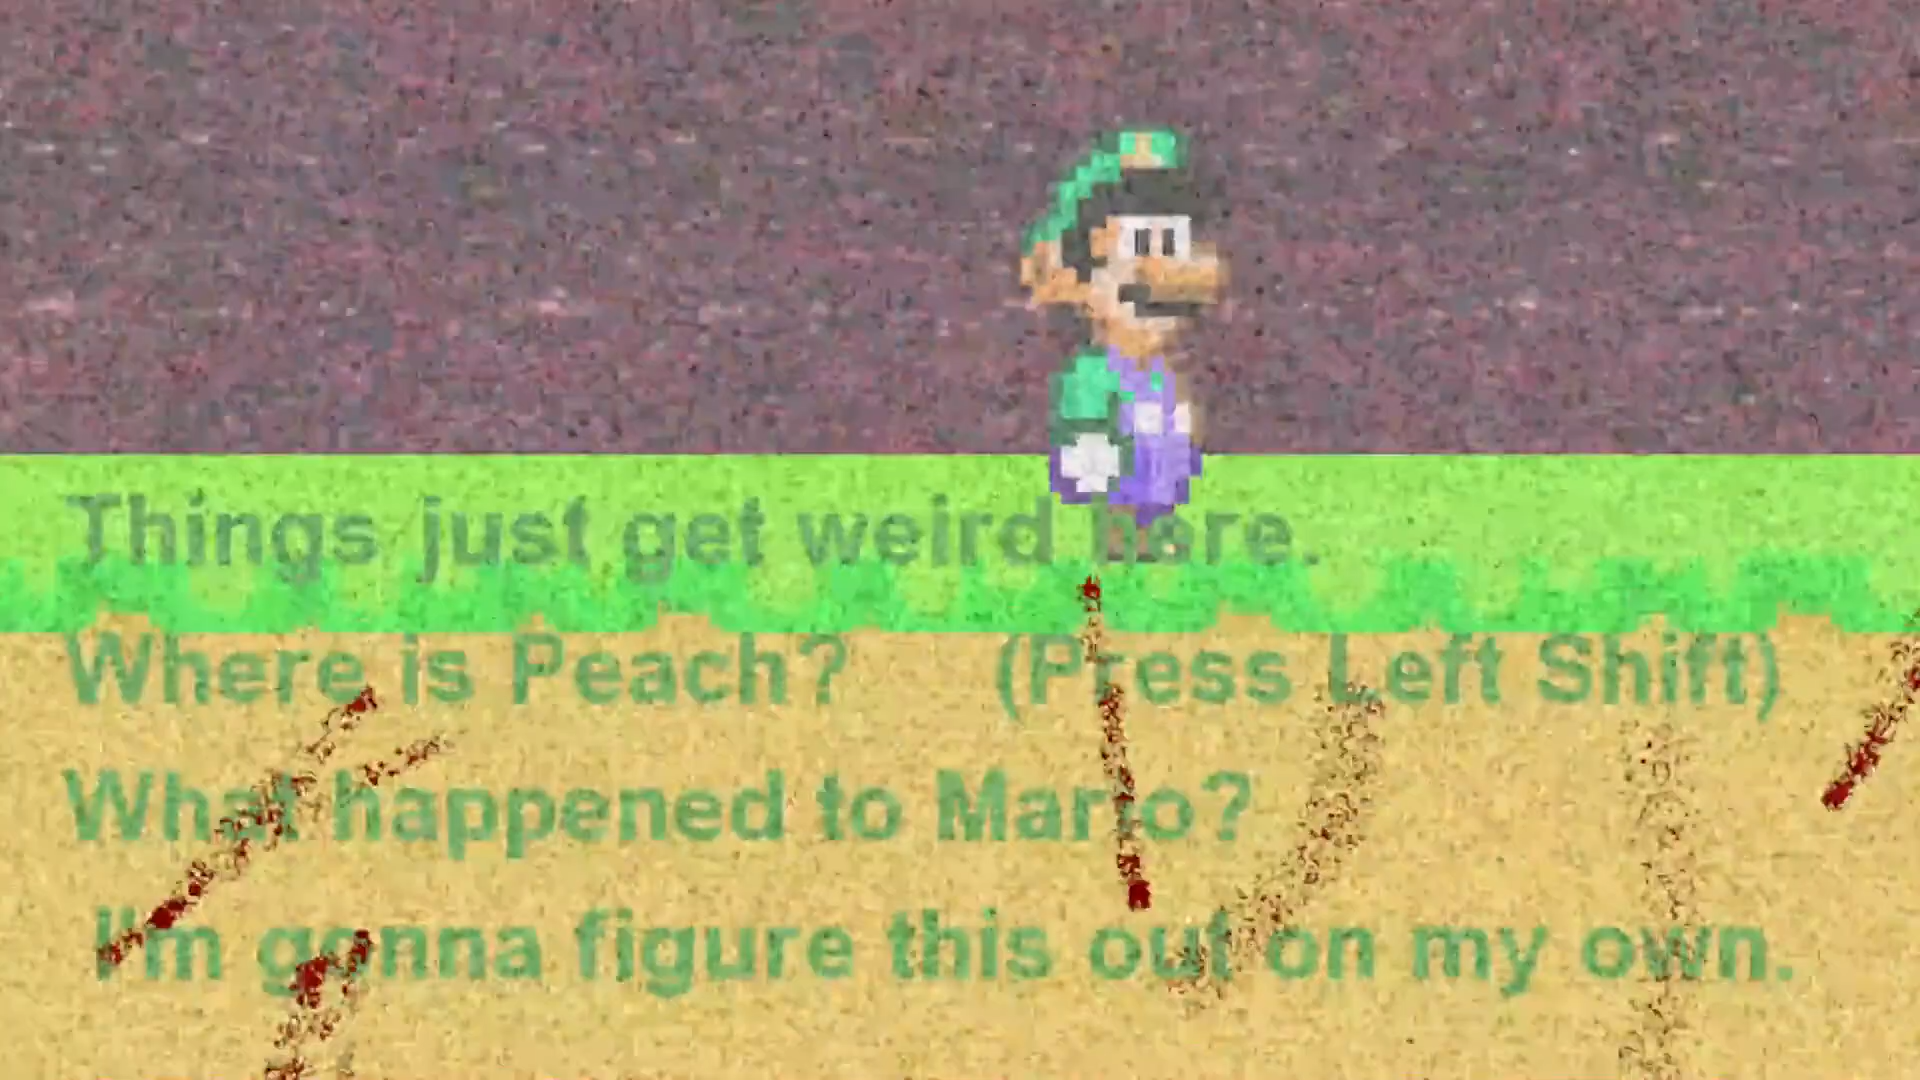 Things just get weird here.
Where is Peach? (Press Left Shift)
What happened to Mario?
I'm gonna figure this out on my own.